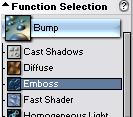 Function Selection
Bump
Cast Shadows
Diffuse
Emboss
Fast Shader
Homogeneous Light